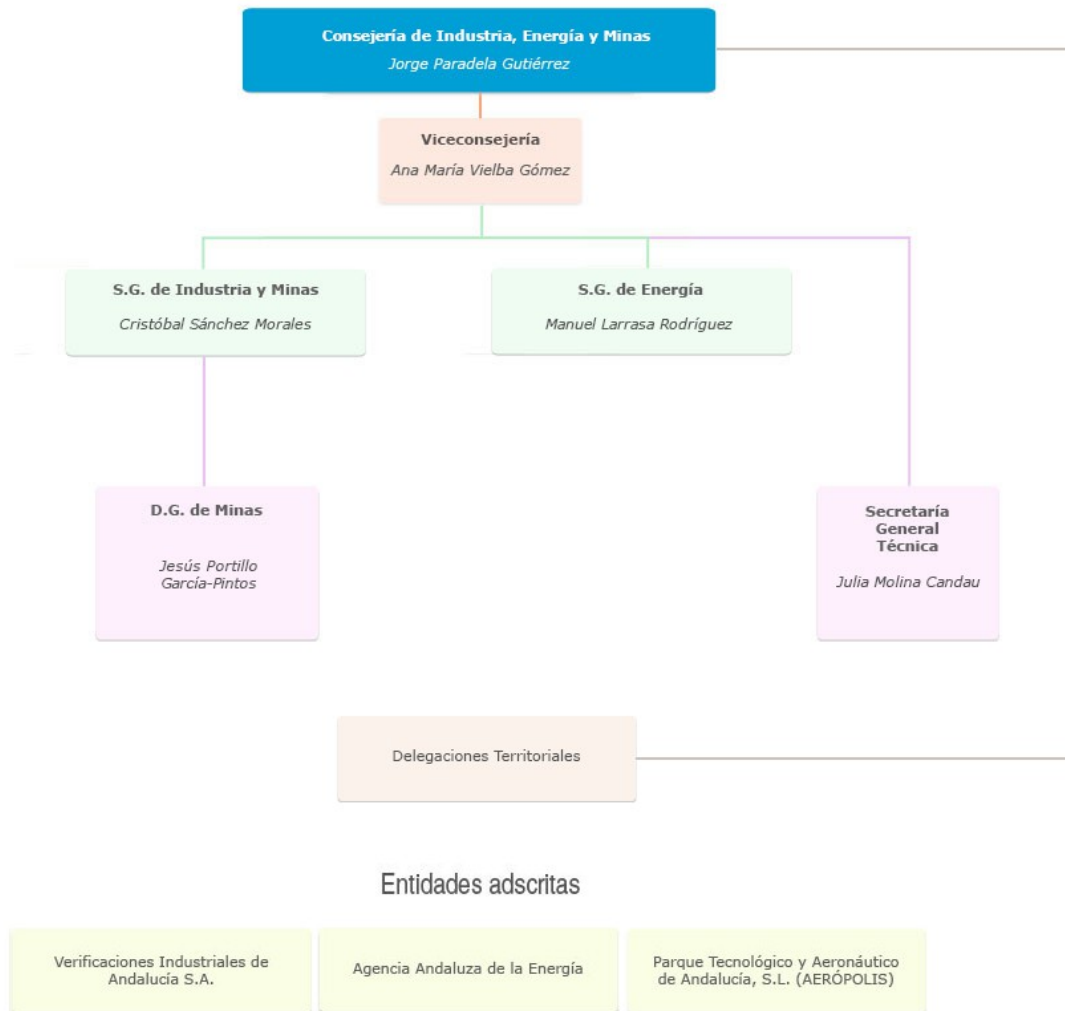 Consejería de Industria, Energía y Minas
Jorge Paradela Gutiérrez
Viceconsejería
Ana María Vielba Gómez
S.G. de Industria y Minas
Cristóbal Sánchez Morales
S.G. de Energía
Manuel Larrasa Rodríguez
D.G. de Minas
Jesús Portillo
García-Pintos
Secretaría
General
Técnica
Julia Molina Candau
Delegaciones Territoriales
Entidades adscritas
Verificaciones Industriales de
Andalucía S.A.
Agencia Andaluza de la Energía
Parque Tecnológico y Aeronáutico
de Andalucía, S.L. (AERÓPOLIS)